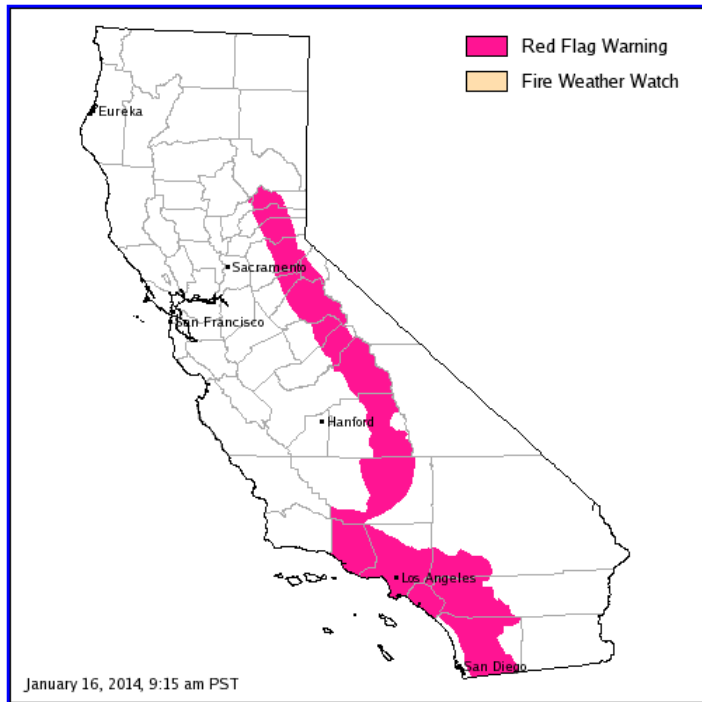 Red Flag Warning
Fire Weather Watch
Eureka
Sacramento
San Francisco
Hanford
Los Angeles
San Diego
January 16, 2014, 9:15 am PST